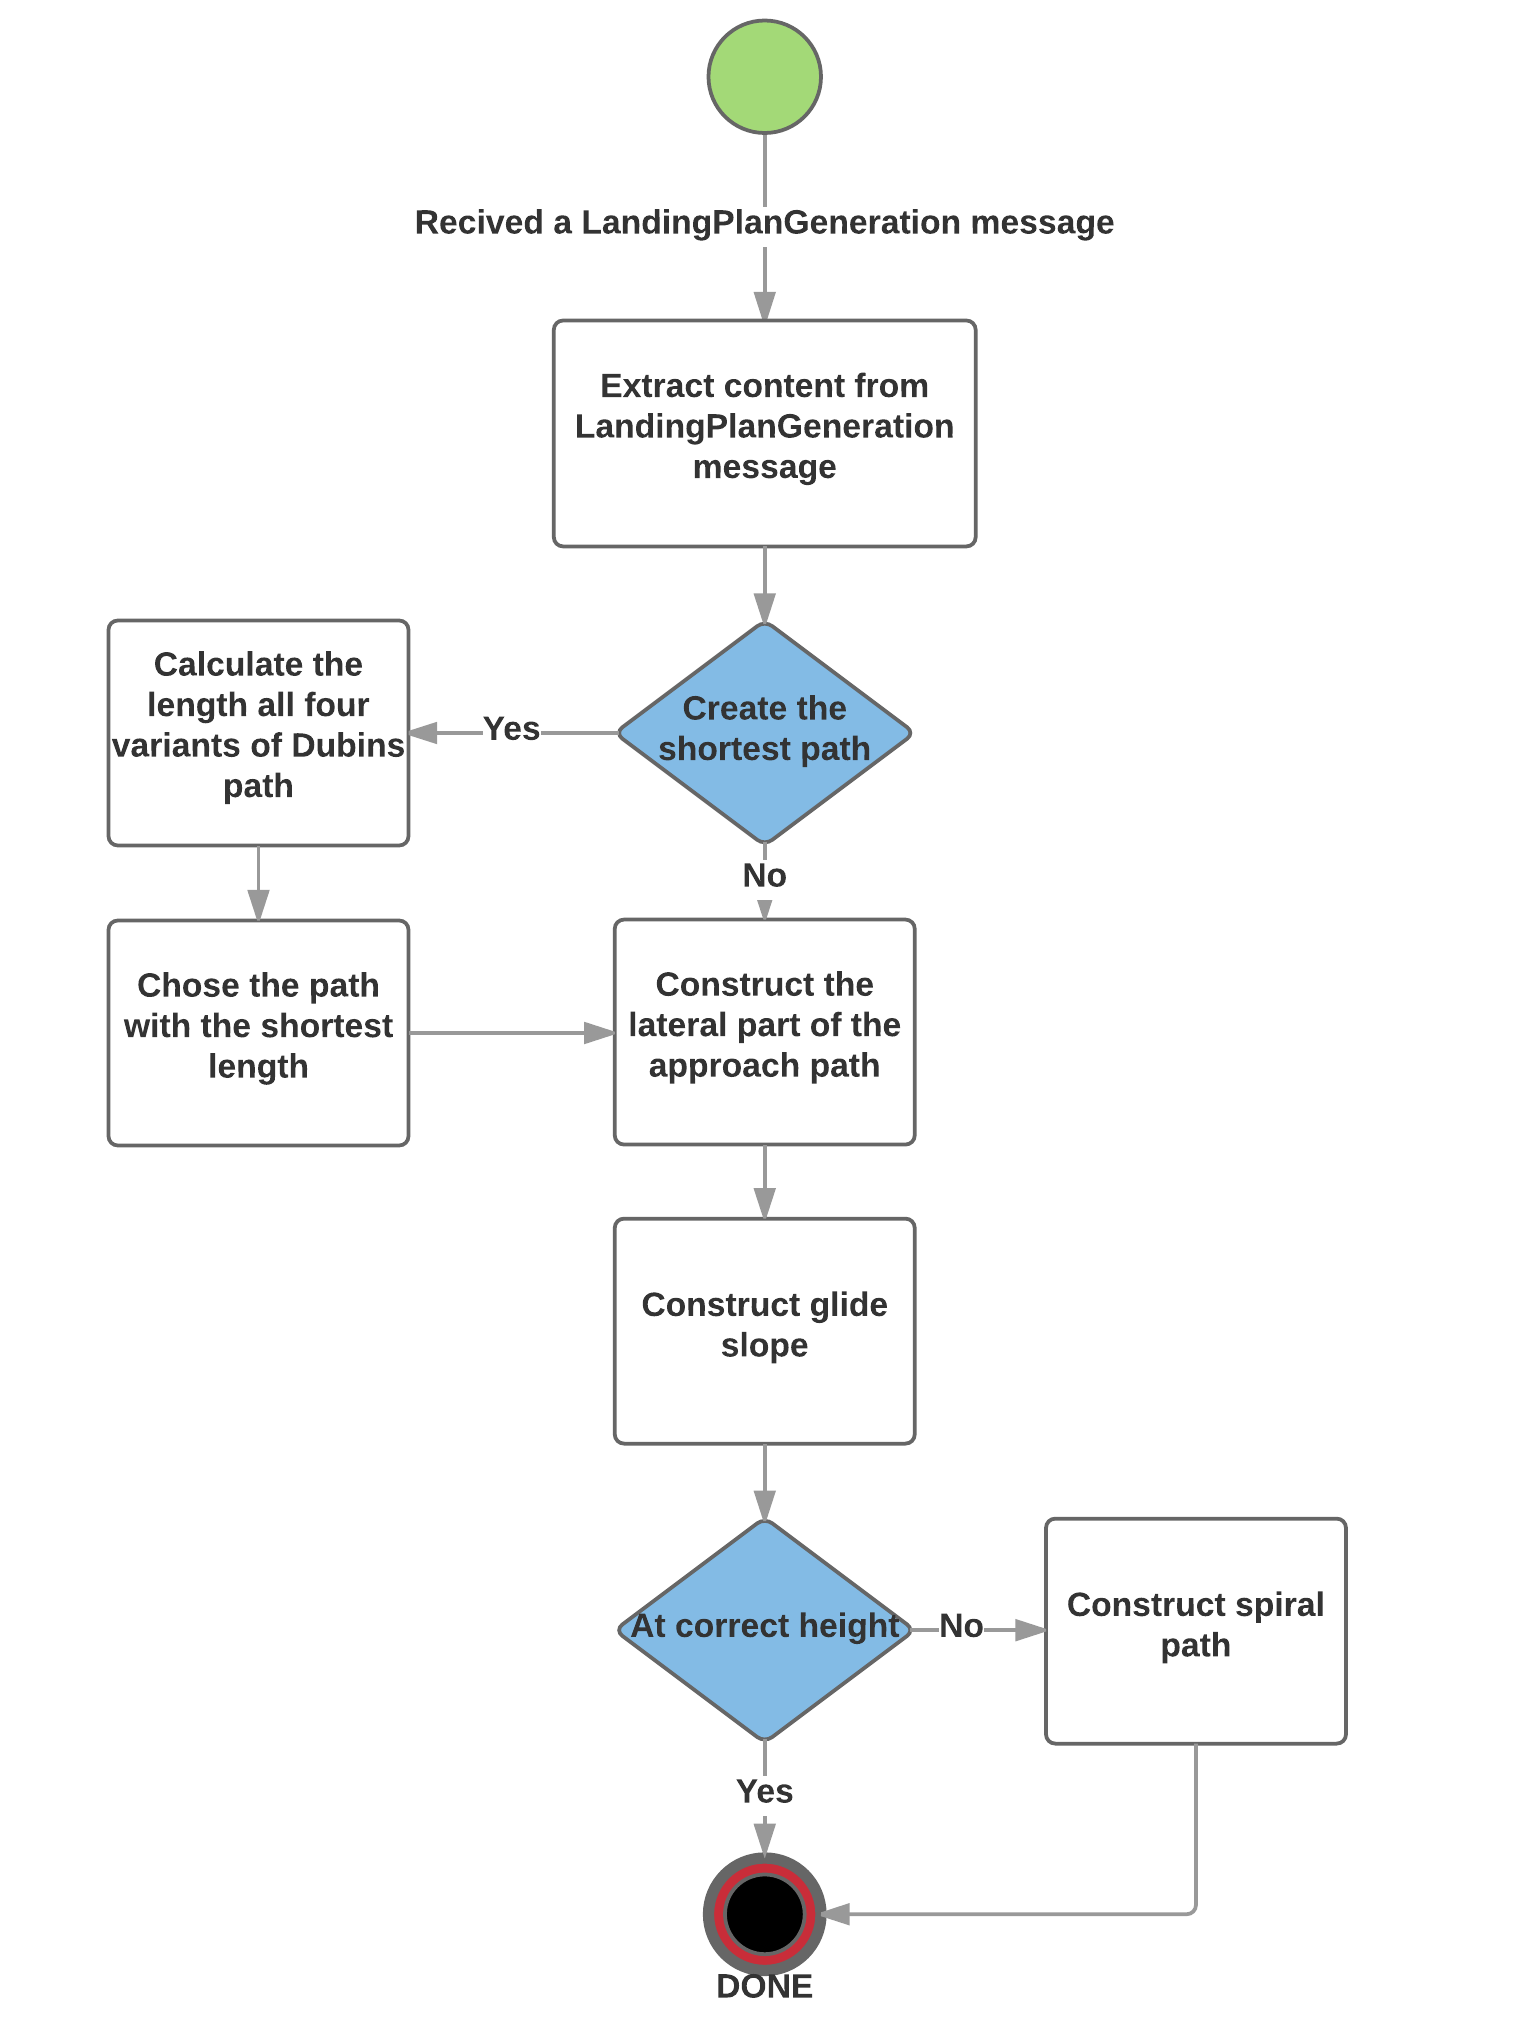 Recived a LandingPlanGeneration message
Extract content from
LandingPlanGeneration
message
Create the
shortest path
Yes
Calculate the
length all four
variants of Dubins
path
No
Chose the path
with the shortest
length
Construct the
lateral part of the
approach path
Construct glide
slope
At correct height
No
Construct spiral
path
Yes
DONE